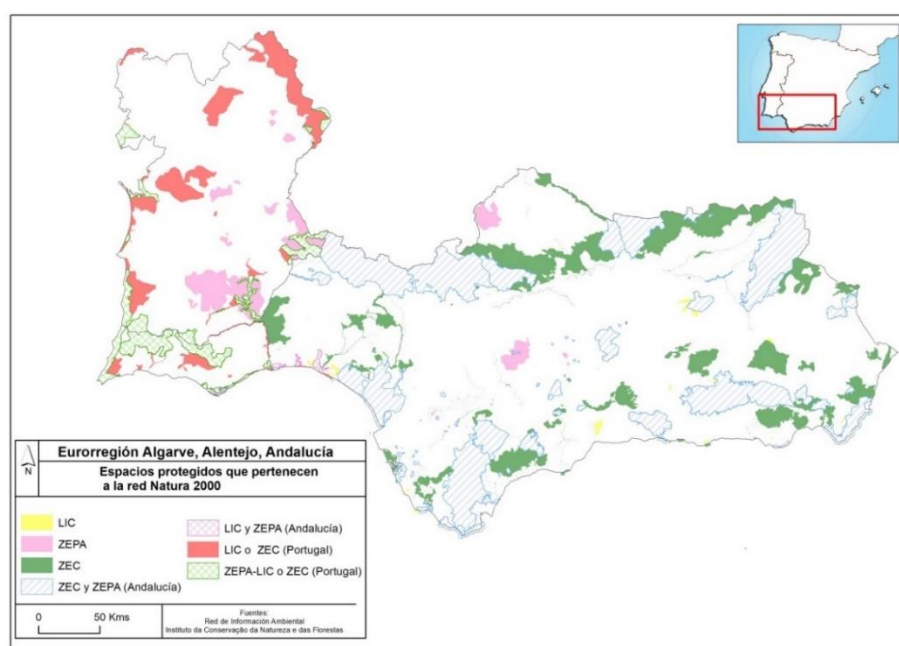 Eurorregión Algarve, Alentejo, Andalucía
Espacios protegidos que pertenecen
a la red Natura 2000
N
LIC
ZEPA
ZEC
ZEC y ZEPA (Andalucía)
LIC y ZEPA (Andalucía)
LIC o ZEC (Portugal)
ZEPA-LIC o ZEC (Portugal)
0 50 Kms
Fuentes:
Red de Información Ambiental
Instituto da Conservação da Natureza e das Florestas